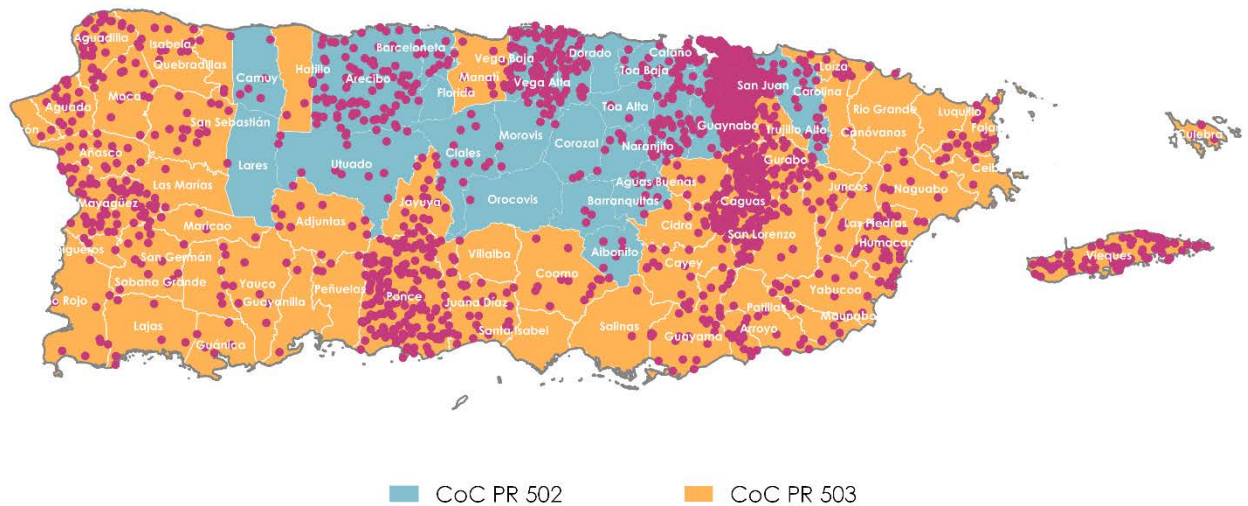 Aguadilla
Isabela
Quebradillas
Camuy
Hatillo
Arecibo
Barceloneta
Florida
Manatí
Vega Baja
Vega Alta
Dorado
Toa Baja
Cataño
San Juan
Carolina
Loíza
Río Grande
Luquillo
Canóvanas
Culebra
Aguada
Moca
San Sebastián
Lares
Utuado
Ciales
Morovis
Corozal
Toa Alta
Naranjito
Guaynabo
Trujillo Alto
Gurabo
Ceiba
Añasco
Las Marías
Mayagüez
Maricao
Adjuntas
Jayuya
Orocovis
Barranquitas
Aguas Buenas
Caguas
Juncos
Naguabo
Las Piedras
Humacao
Vieques
San Germán
Sabana Grande
Yauco
Guayanilla
Peñuelas
Ponce
Villalba
Juana Díaz
Coamo
Aibonito
Cidra
Cayey
San Lorenzo
Yabucoa
Maunabo
Patillas
Arroyo
Guayama
Salinas
Santa Isabel
Guánica
Lajas
o Rojo
CoC PR 502
CoC PR 503